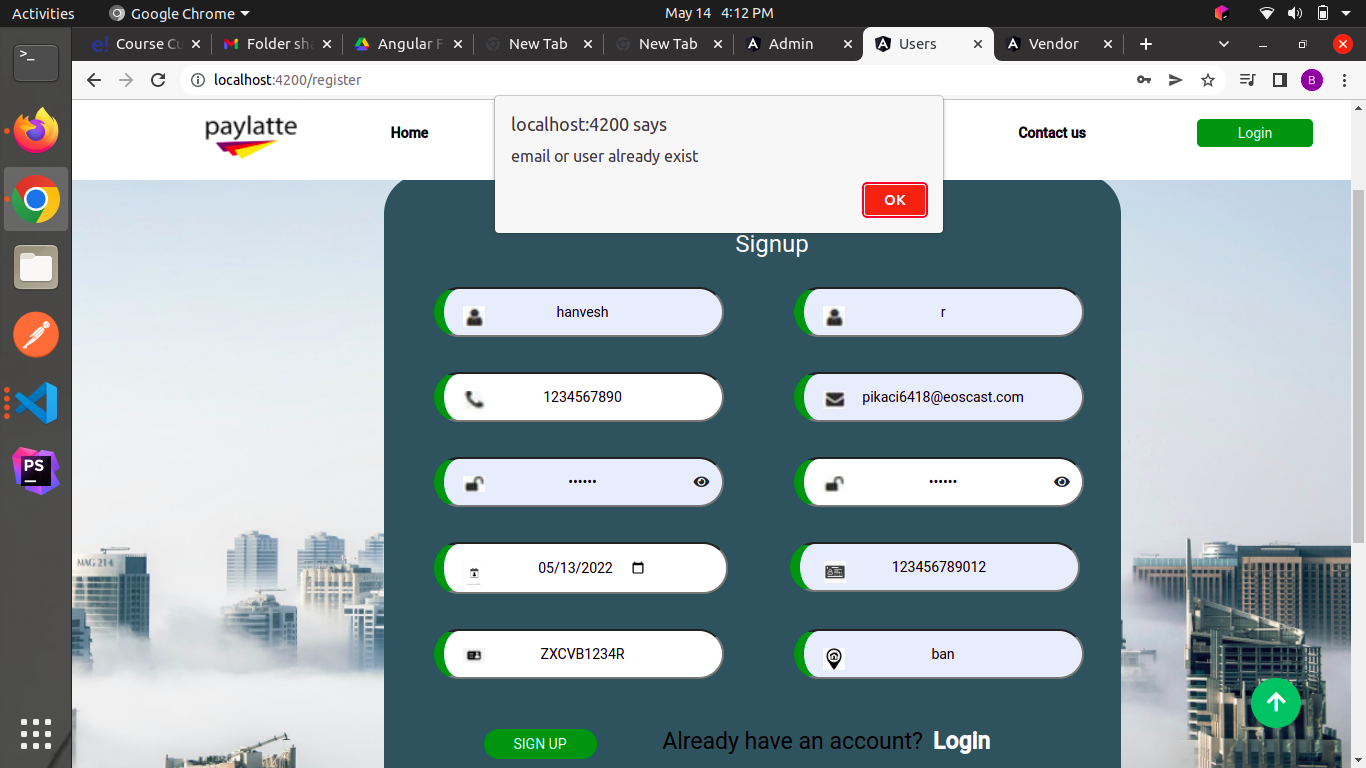 Activities Google Chrome May 14 4:12 PM
Course Cu Gmail Folder sha Angular F New Tab New Tab Admin Users Vendor
localhost:4200/register B
paylatte Home Contact us Login
localhost:4200 says
email or user already exist
OK
Signup
hanvesh r
1234567890 pikaci6418@eoscast.com
•••••• ••••••
05/13/2022 123456789012
ZXCVB1234R ban
MAG 214
PS
SIGN UP Already have an account? Login